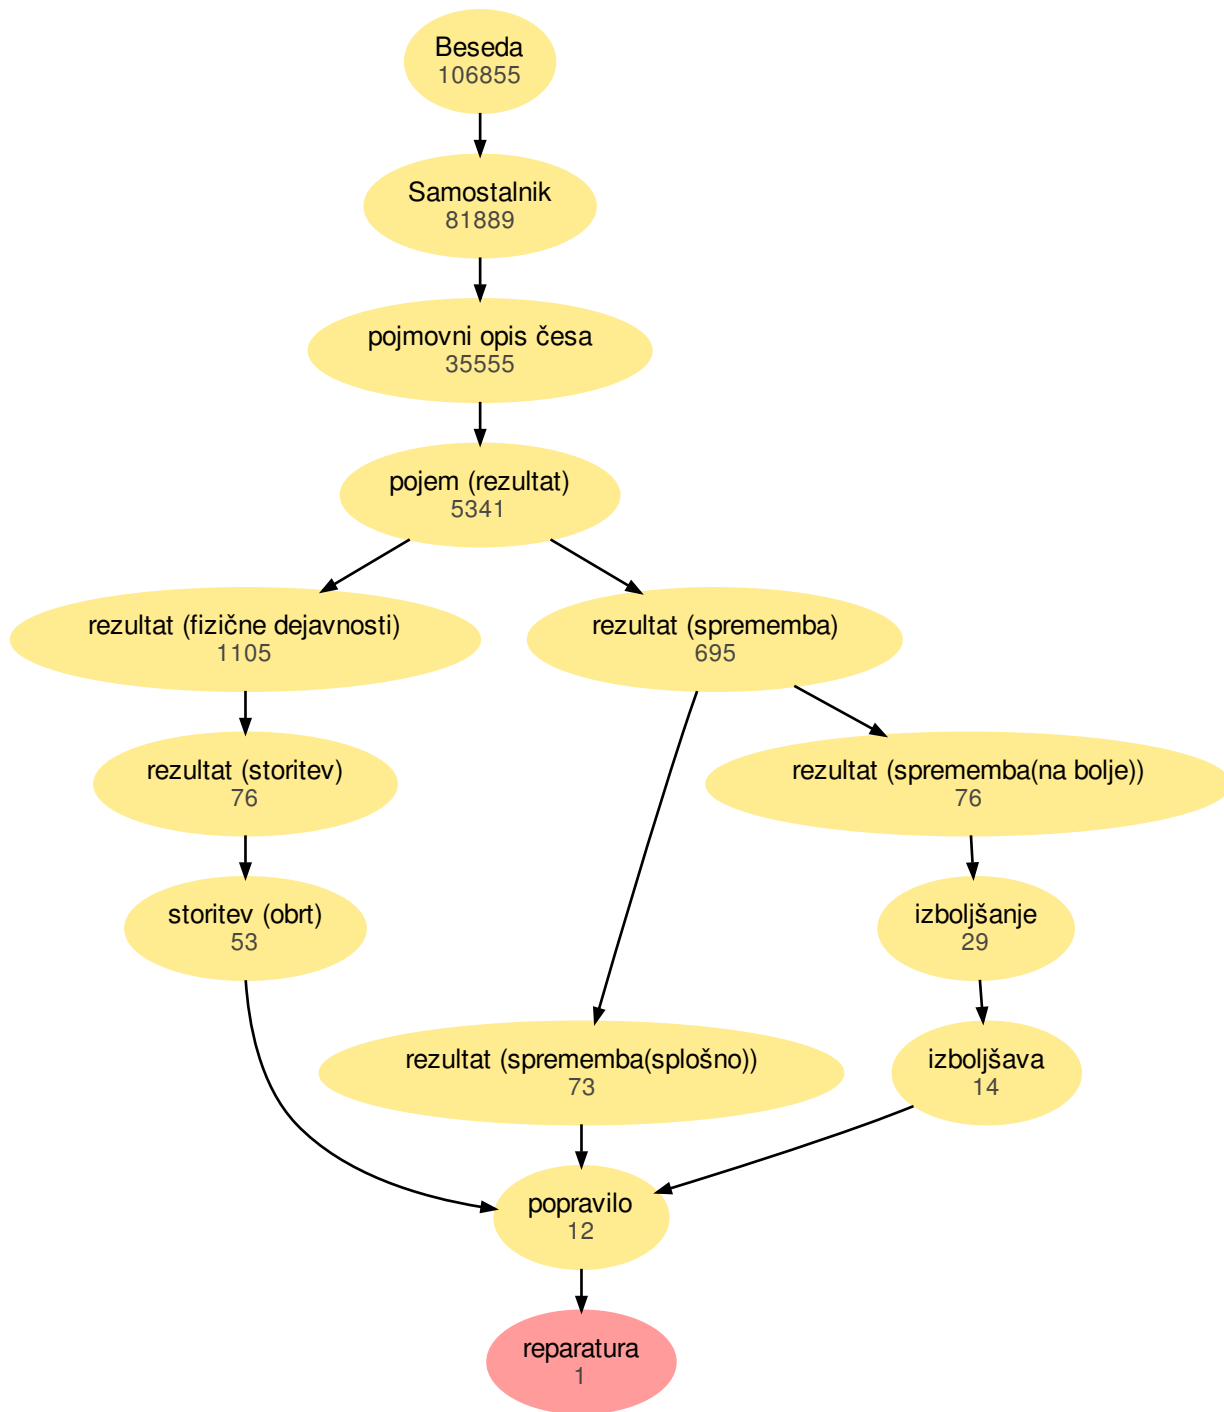 Beseda
106855
Samostalnik
81889
pojmovni opis česa
35555
pojem (rezultat)
5341
rezultat (fizične dejavnosti)
1105
rezultat (sprememba)
695
rezultat (storitev)
76
rezultat (sprememba(na bolje))
76
storitev (obrt)
53
izboljšanje
29
rezultat (sprememba(splošno))
73
izboljšava
14
popravilo
12
reparatura
1